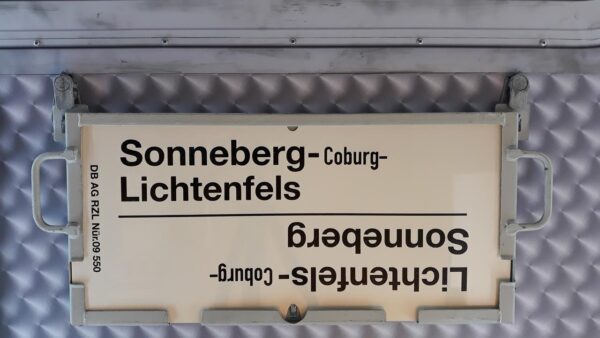 Sonneberg-Coburg-
Lichtenfels
Lichtenfels-Coburg-
Sonneberg
DB AG RZL Nür.09 550